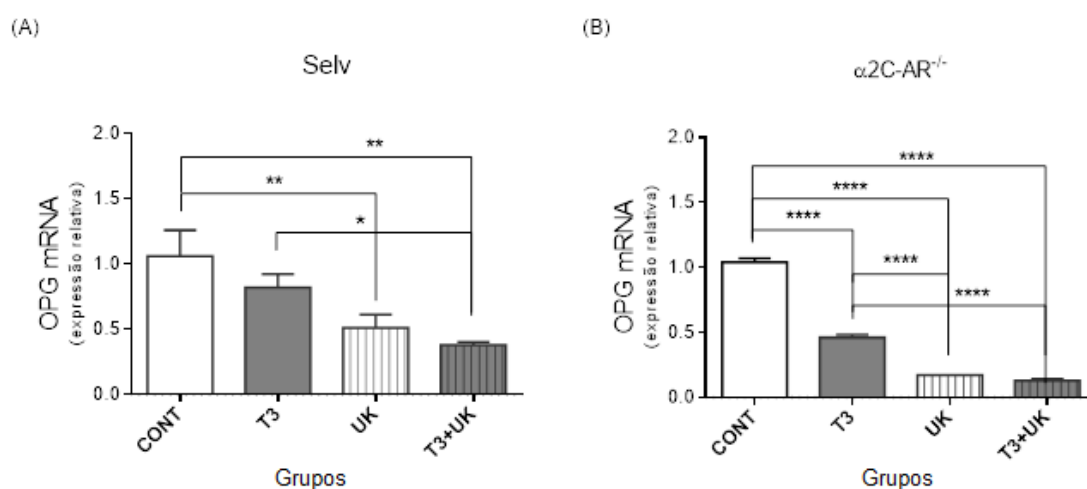 (A)
Selv
OPG mRNA
(expressão relativa)
2.0
1.5
1.0
0.5
0.0
**
**
*
CONT
T3
UK
T3+UK
Grupos
(B)
α2C-AR-/-
OPG mRNA
(expressão relativa)
2.0
1.5
1.0
0.5
0.0
****
****
****
****
****
CONT
T3
UK
T3+UK
Grupos